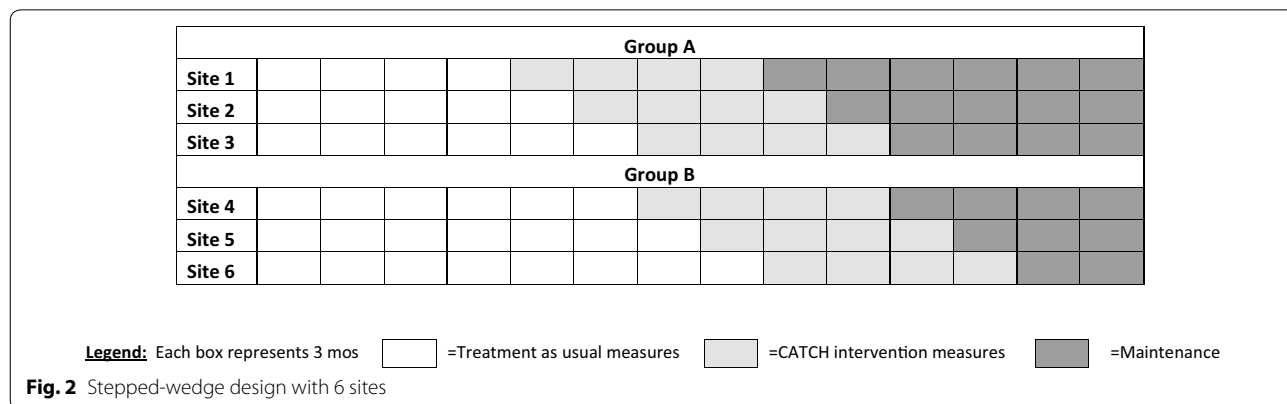 Group A
Site 1
Site 2
Site 3
Group B
Site 4
Site 5
Site 6
Legend: Each box represents 3 mos =Treatment as usual measures =CATCH intervention measures =Maintenance
Fig. 2 Stepped-wedge design with 6 sites